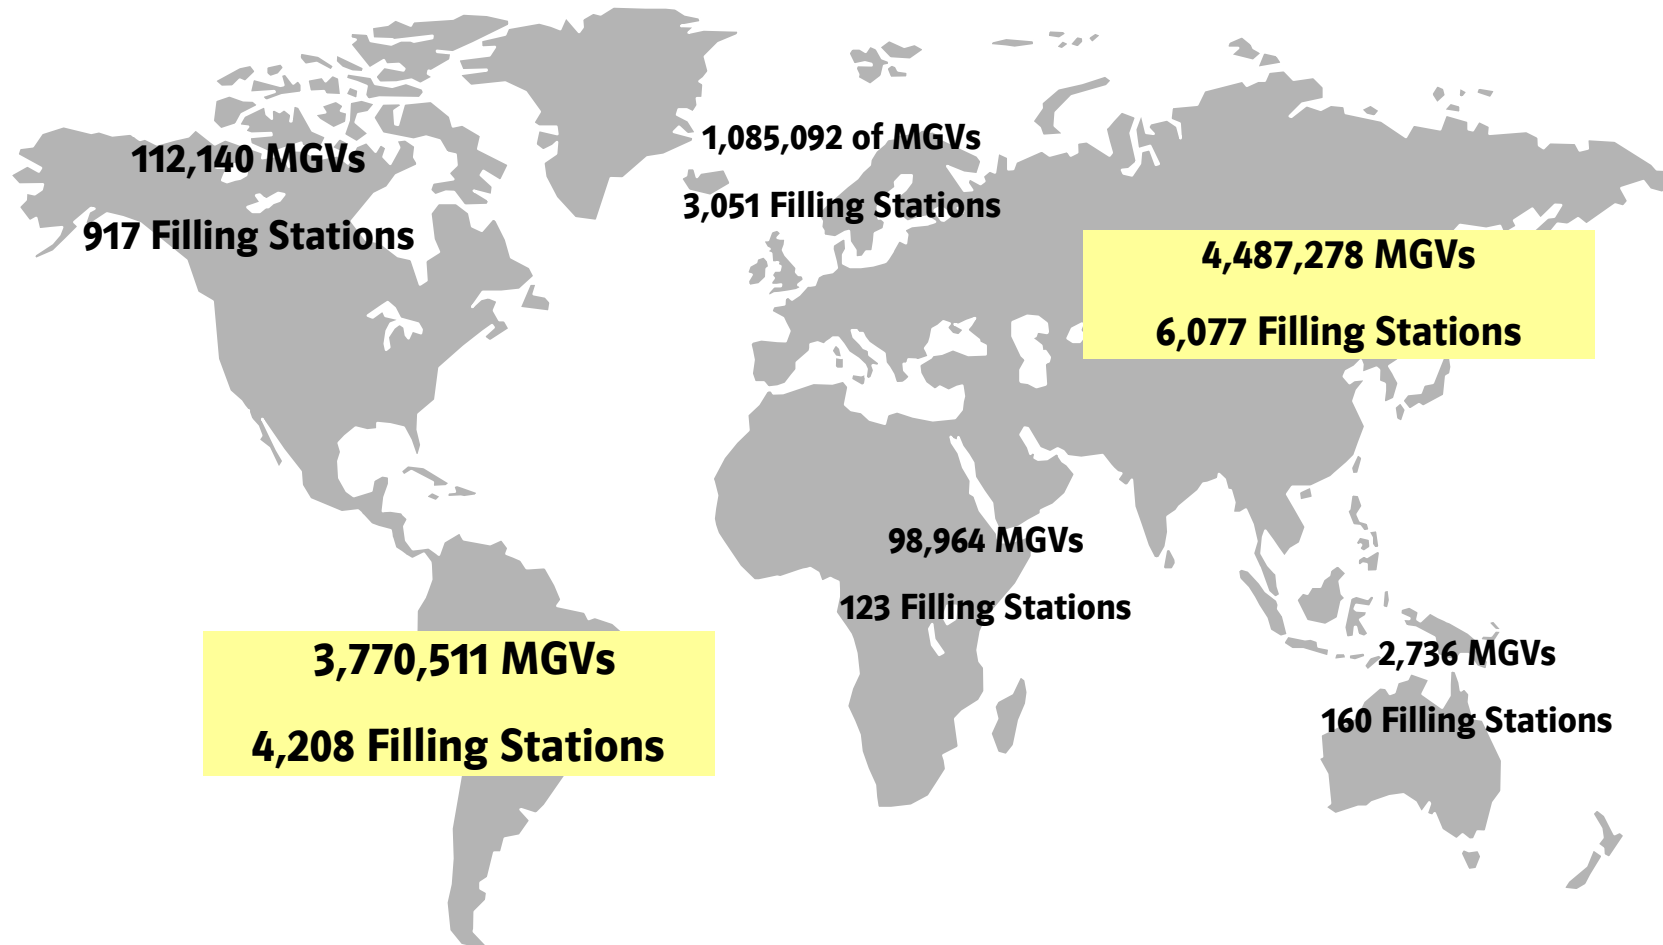 112,140 MGVs
917 Filling Stations
1,085,092 of MGVs
3,051 Filling Stations
4,487,278 MGVs
6,077 Filling Stations
98,964 MGVs
123 Filling Stations
3,770,511 MGVs
4,208 Filling Stations
2,736 MGVs
160 Filling Stations